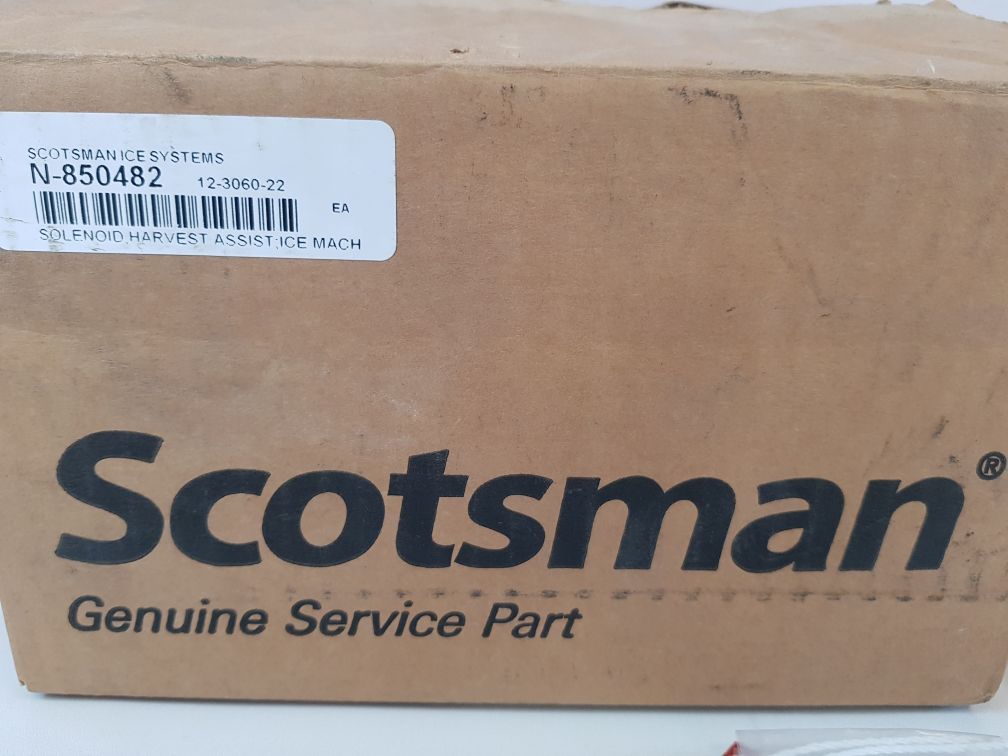 SCOTSMAN ICE SYSTEMS
N-850482 12-3060-22
EA
SOLENOID,HARVEST ASSIST,ICE MACH
Scotsman®
Genuine Service Part